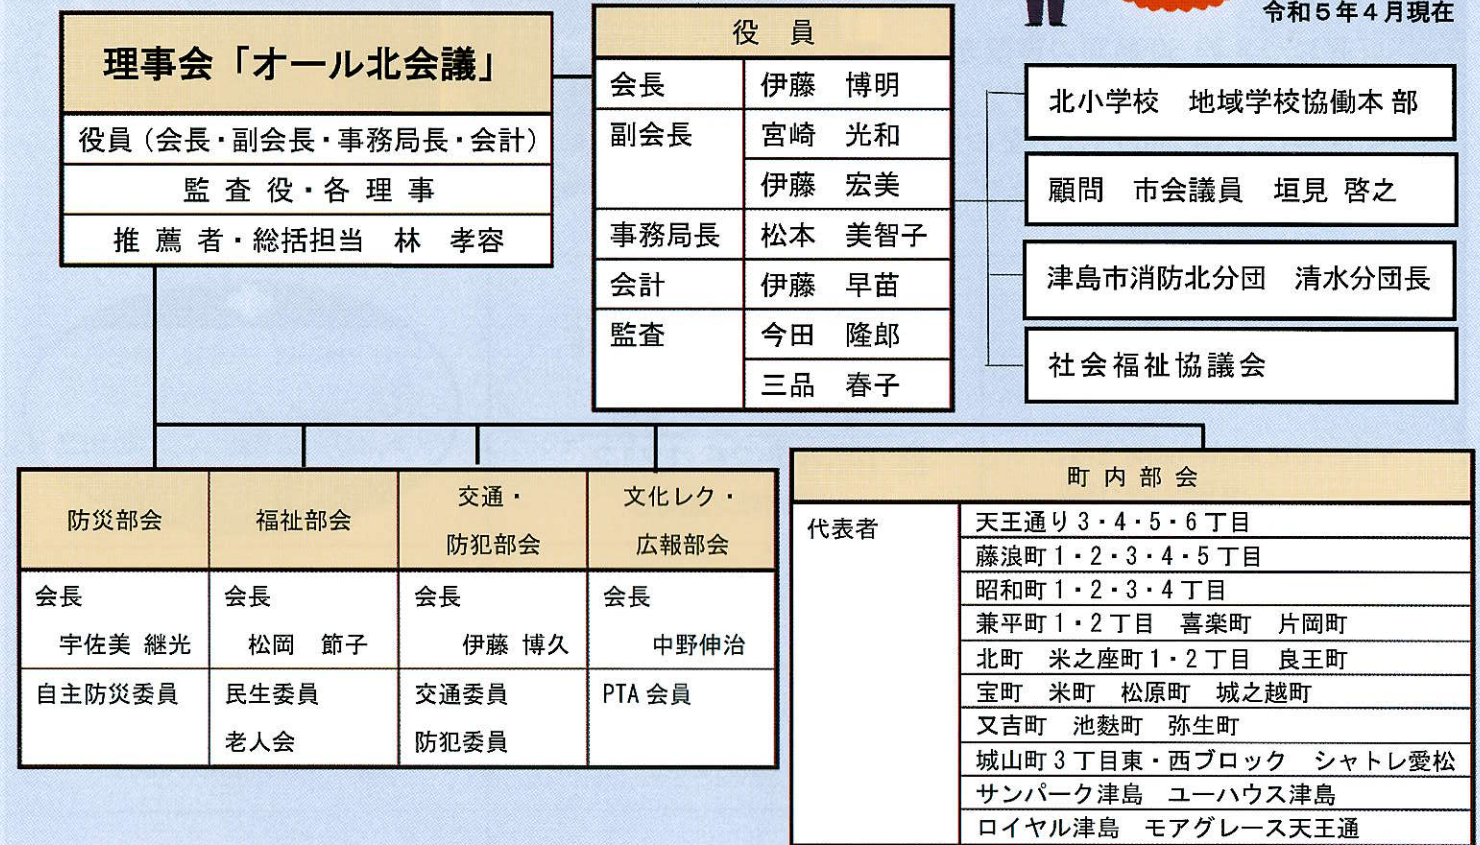 令和5年4月現在
理事会「オール北会議」
役員（会長・副会長・事務局長・会計）
監査役・各理事
推薦者・総括担当 林 孝容
役 員
会長 伊藤 博明
副会長 宮崎 光和
伊藤 宏美
事務局長 松本 美智子
会計 伊藤 早苗
監査 今田 隆郎
三品 春子
北小学校 地域学校協働本部
顧問 市会議員 垣見 啓之
津島市消防北分団 清水分団長
社会福祉協議会
防災部会
会長
宇佐美 継光
自主防災委員
福祉部会
会長
松岡 節子
民生委員
老人会
交通・
防犯部会
会長
伊藤 博久
交通委員
防犯委員
文化レク・
広報部会
会長
中野伸治
PTA会員
町内部会
代表者
天王通り3・4・5・6丁目
藤浪町1・2・3・4・5丁目
昭和町1・2・3・4丁目
兼平町1・2丁目 喜楽町 片岡町
北町 米之座町1・2丁目 良王町
宝町 米町 松原町 城之越町
又吉町 池麩町 弥生町
城山町3丁目東・西ブロック シャトレ愛松
サンパーク津島 ユーハウス津島
ロイヤル津島 モアグレース天王通